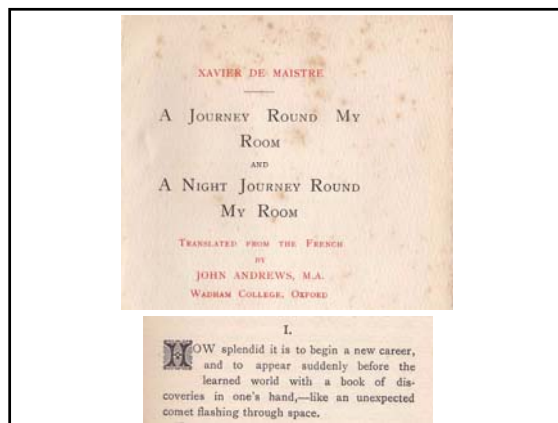 XAVIER DE MAISTRE
A JOURNEY ROUND MY
ROOM
AND
A NIGHT JOURNEY ROUND
MY ROOM
TRANSLATED FROM THE FRENCH
BY
JOHN ANDREWS, M.A.
WADHAM COLLEGE, OXFORD
I.
HOW splendid it is to begin a new career,
and to appear suddenly before the
learned world with a book of dis-
coveries in one's hand,—like an unexpected
comet flashing through space.